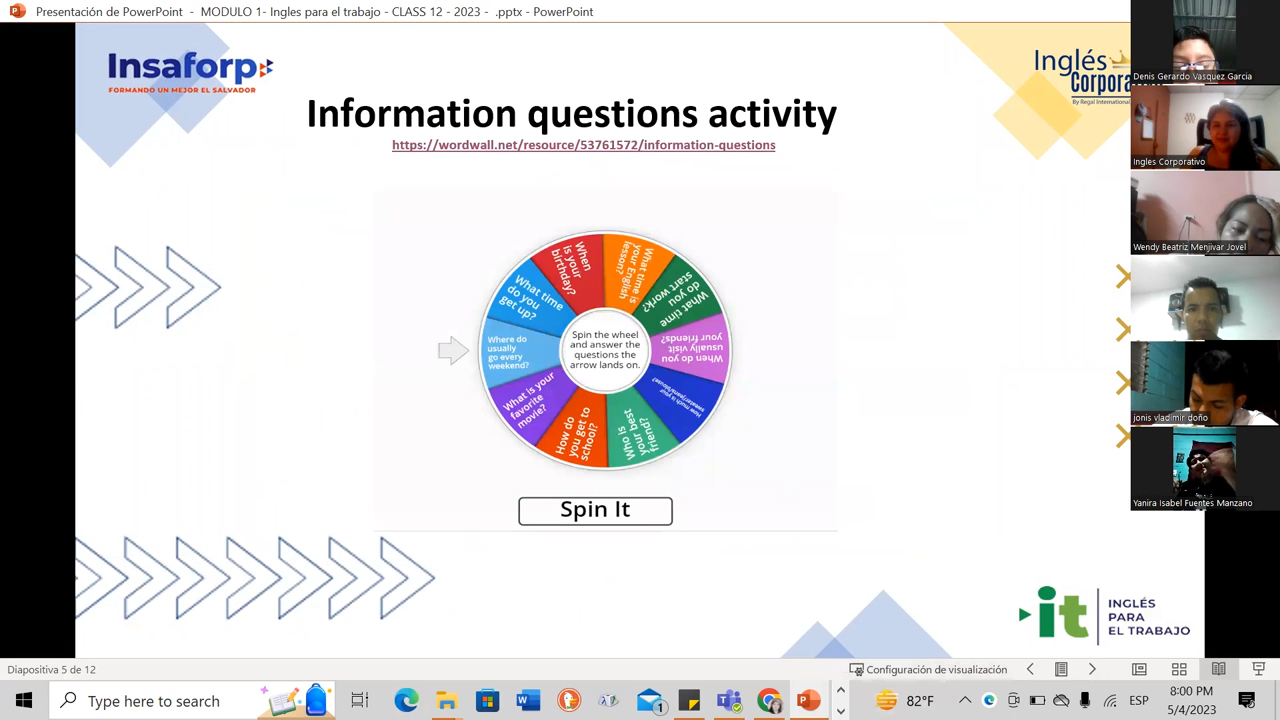 Presentación de PowerPoint - MODULO 1- Ingles para el trabajo - CLASS 12 - 2023 - .pptx - PowerPoint
Insaforp
FORMANDO UN MEJOR EL SALVADOR
Inglés
By Regal International
Information questions activity
https://wordwall.net/resource/53761572/information-questions
When
is your
birthday?
What time is
your English
lesson?
What time
do you
start work?
When do you
usually visit
your friends?
How much is your
Who is
your best
friend?
How do
you get to
school?
What is your
favorite
movie?
Where do
usually
go every
weekend?
What time
do you
get up?
Spin the wheel
and answer the
questions the
arrow lands on.
Spin It
it
INGLÉS
PARA
EL TRABAJO
Denis Gerardo Vasquez Garcia
Ingles Corporativo
Wendy Beatriz Menjivar Jovel
jonis vladimir doño
Yanira Isabel Fuentes Manzano
Diapositiva 5 de 12
Configuración de visualización
Type here to search
1
82°F
ESP
8:00 PM
5/4/2023